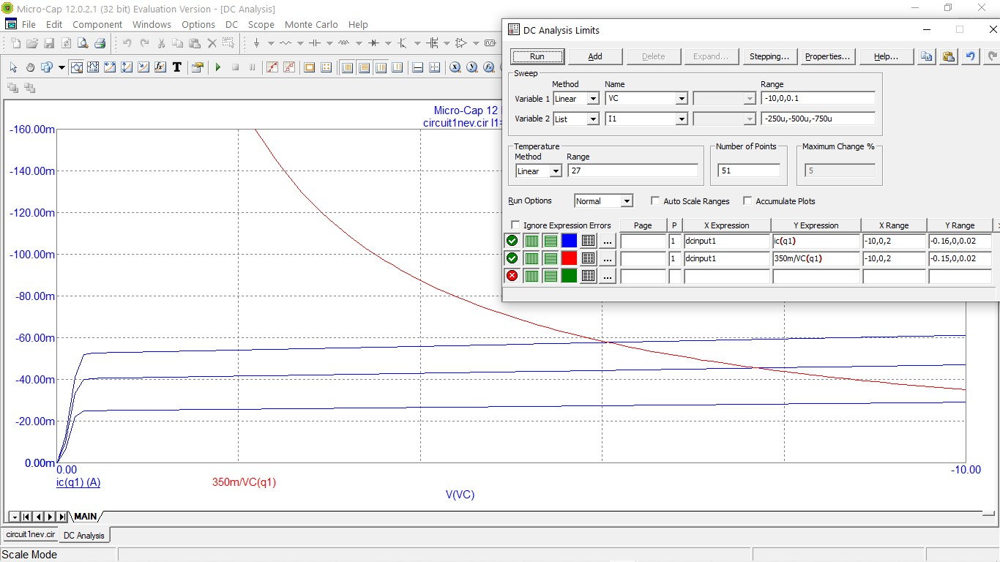 Micro-Cap 12.0.2.1 (32 bit) Evaluation Version - [DC Analysis]
File Edit Component Windows Options DC Scope Monte Carlo Help
DC Analysis Limits
Run Add Delete Expand... Stepping... Properties... Help...
Sweep
Method Name Range
Variable 1 Linear VC -10,0,0.1
Variable 2 List I1 -250u,-500u,-750u
Temperature
Method Range
Linear 27
Number of Points
51
Maximum Change %
5
Run Options Normal Auto Scale Ranges Accumulate Plots
Ignore Expression Errors Page P X Expression Y Expression X Range Y Range >
... 1 dcinput1 ic(q1) -10,0,2 -0.16,0,0.02
... 1 dcinput1 350m/VC(q1) -10,0,2 -0.15,0,0.02
...
T
Micro-Cap 12
circuit1nev.cir I1=
-160.00m
-140.00m
-120.00m
-100.00m
-80.00m
-60.00m
-40.00m
-20.00m
0.00m
0.00 -10.00
ic(q1) (A) 350m/VC(q1)
V(VC)
MAIN
circuit1nev.cir DC Analysis
Scale Mode